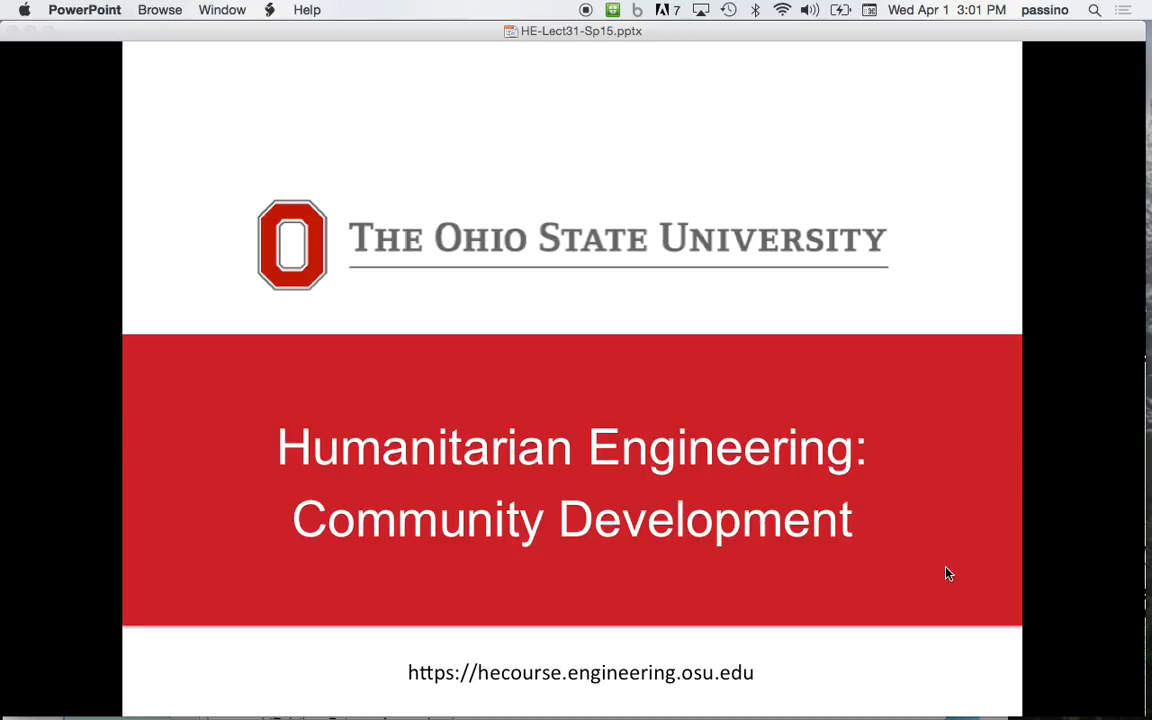 PowerPoint Browse Window Help 7 Wed Apr 1 3:01 PM passino
HE-Lect31-Sp15.pptx
THE OHIO STATE UNIVERSITY
Humanitarian Engineering:
Community Development
https://hecourse.engineering.osu.edu